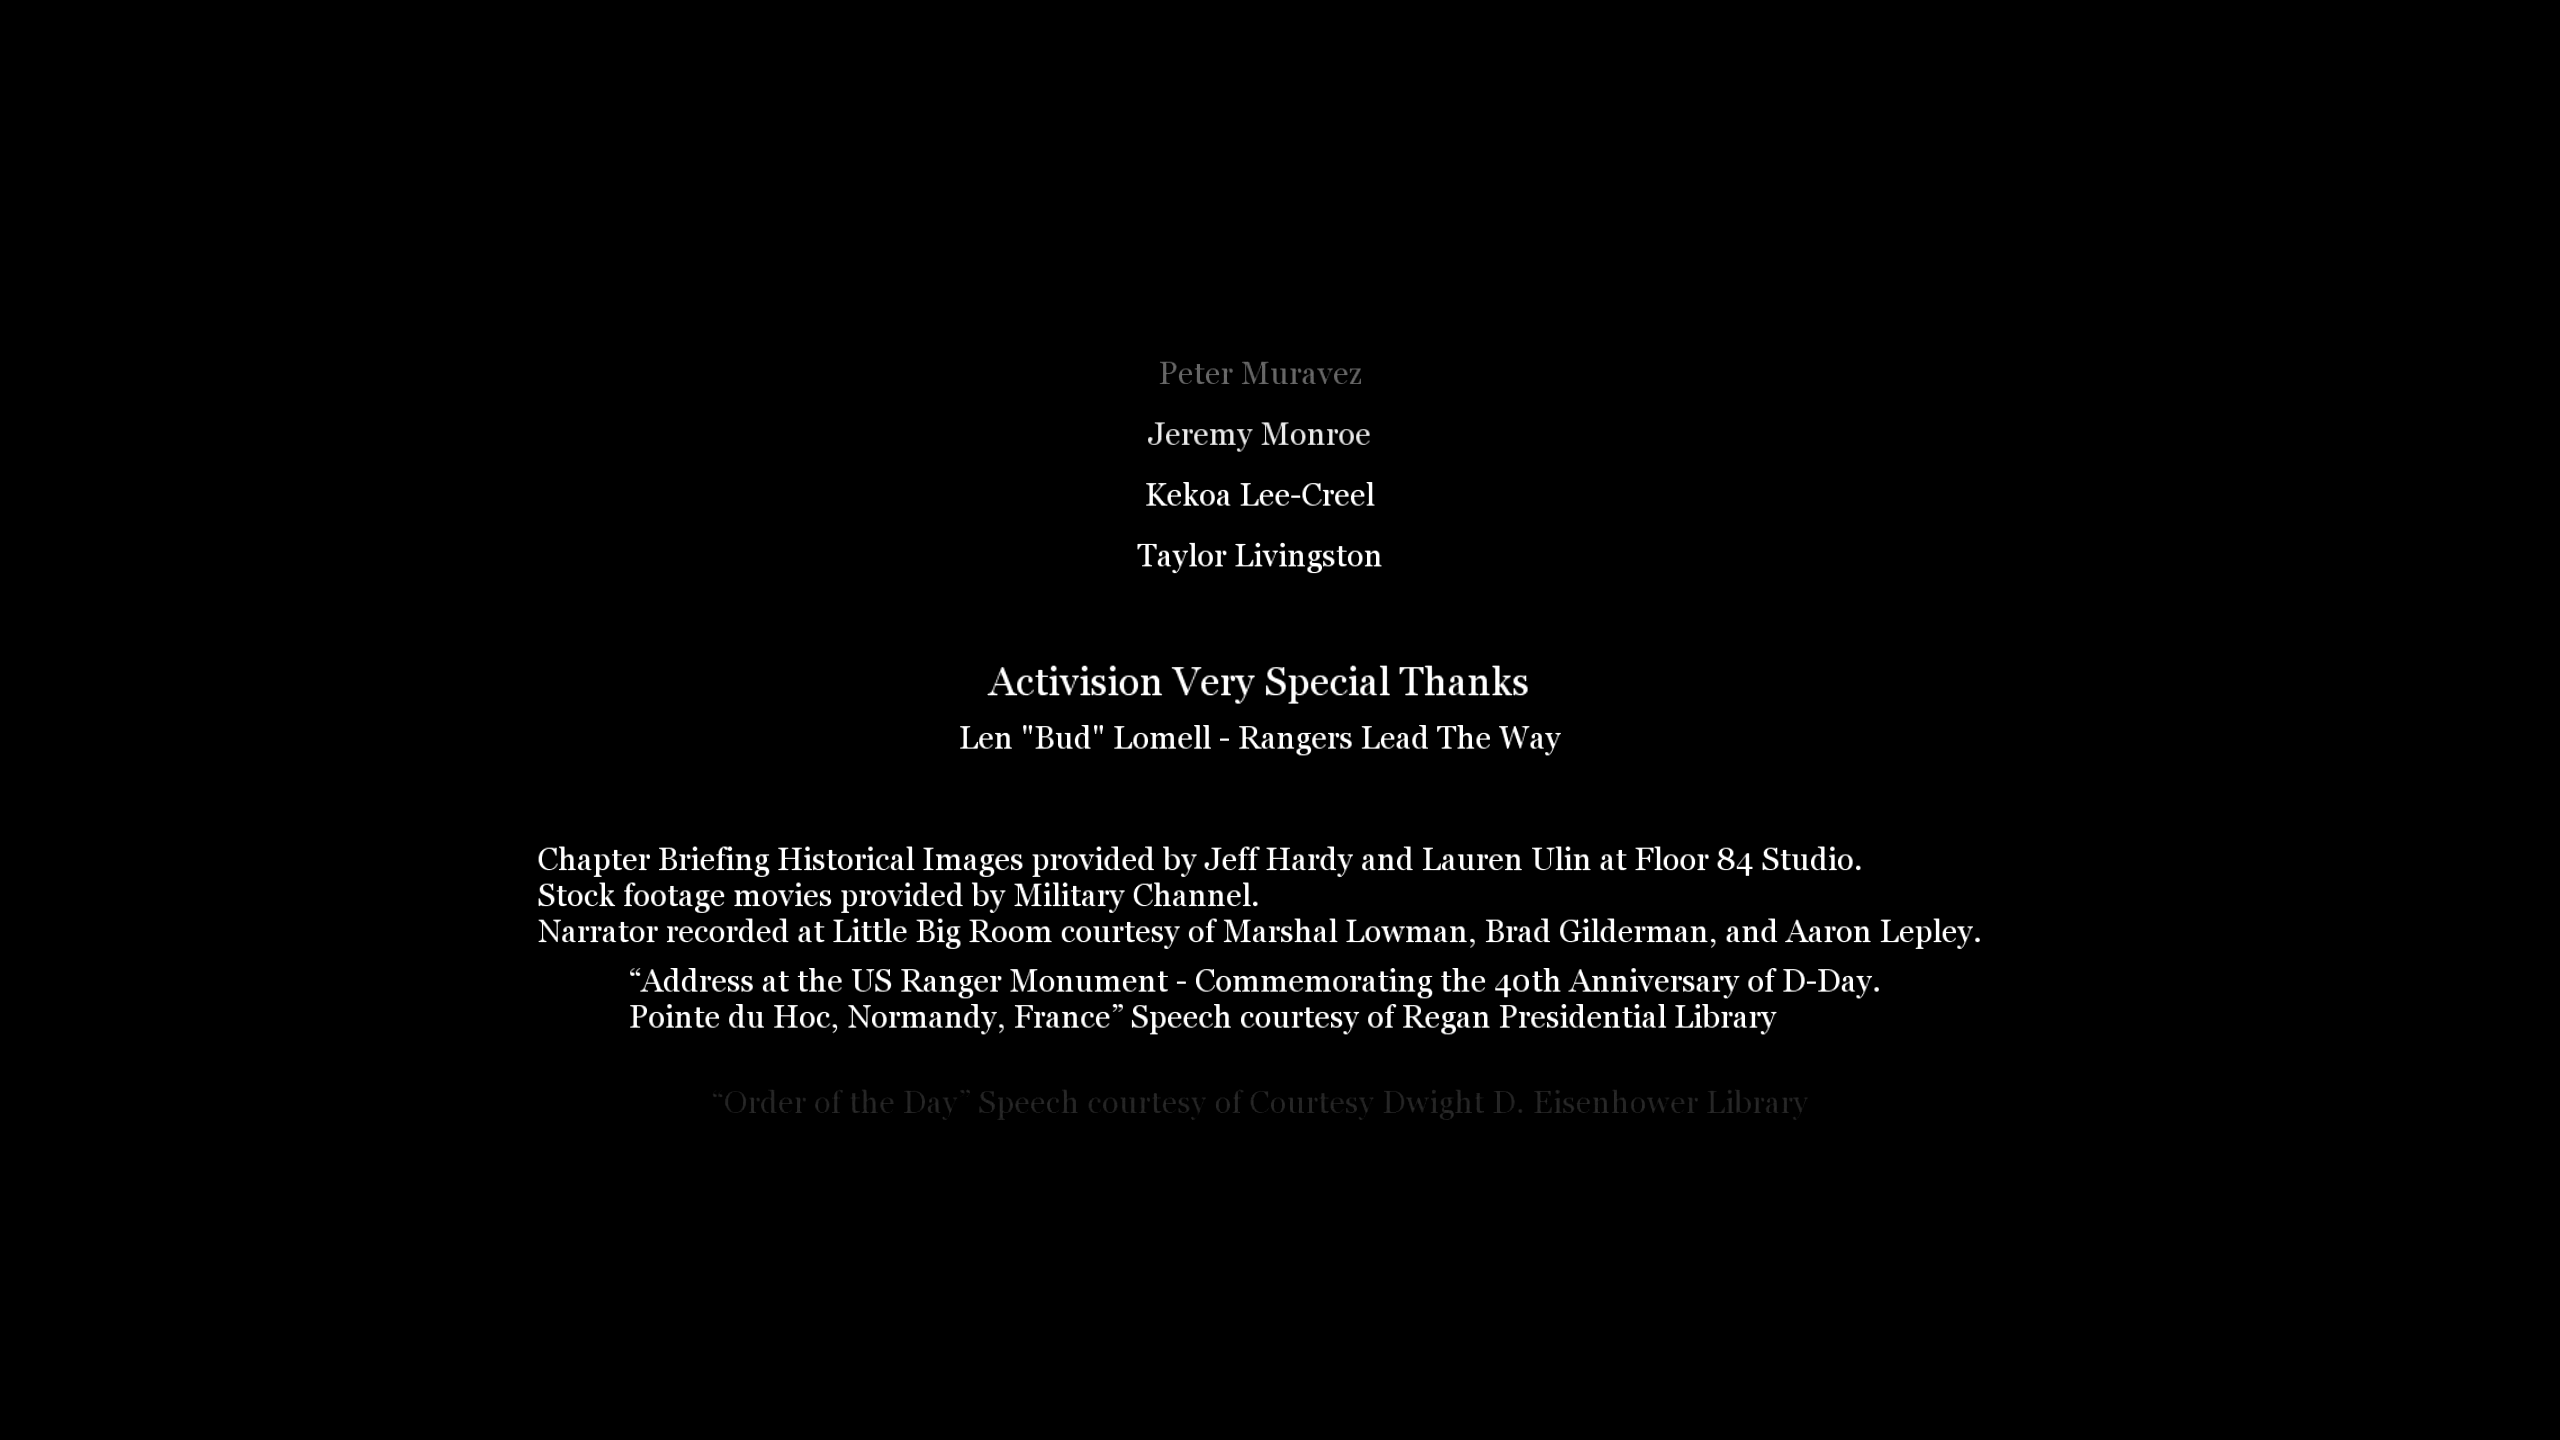 Peter Muravez
Jeremy Monroe
Kekoa Lee-Creel
Taylor Livingston
Activision Very Special Thanks
Len "Bud" Lomell - Rangers Lead The Way
Chapter Briefing Historical Images provided by Jeff Hardy and Lauren Ulin at Floor 84 Studio.
Stock footage movies provided by Military Channel.
Narrator recorded at Little Big Room courtesy of Marshal Lowman, Brad Gilderman, and Aaron Lepley.
“Address at the US Ranger Monument - Commemorating the 40th Anniversary of D-Day.
Pointe du Hoc, Normandy, France” Speech courtesy of Regan Presidential Library
“Order of the Day” Speech courtesy of Courtesy Dwight D. Eisenhower Library